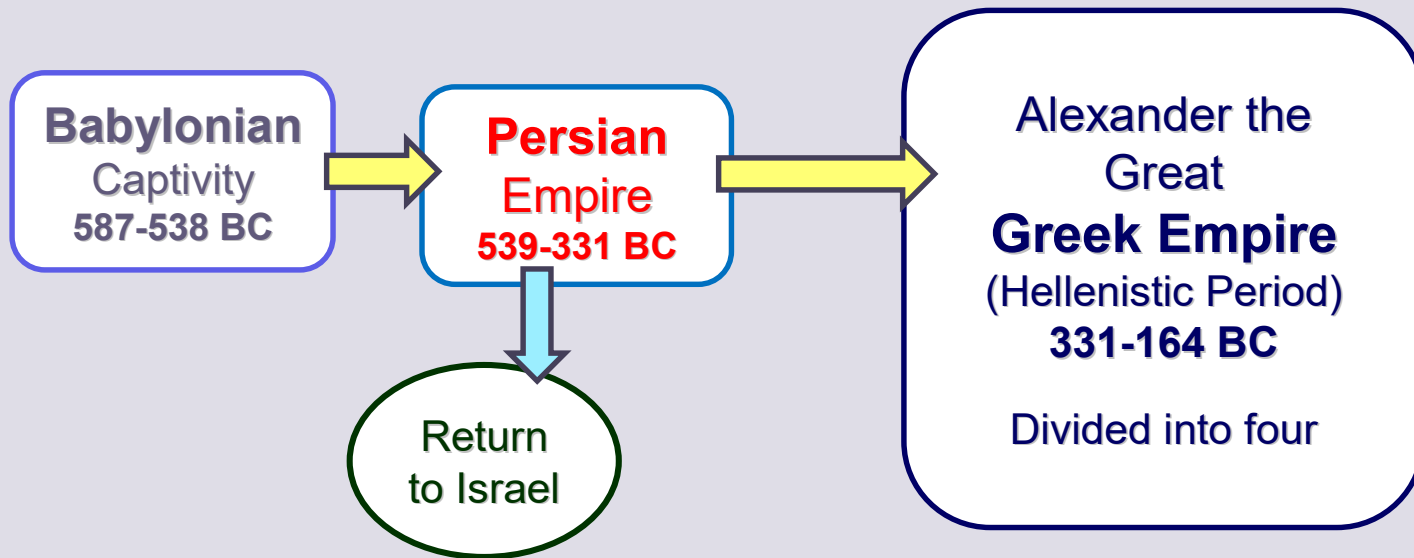 Babylonian
Captivity
587-538 BC
Persian
Empire
539-331 BC
Return
to Israel
Alexander the
Great
Greek Empire
(Hellenistic Period)
331-164 BC
Divided into four